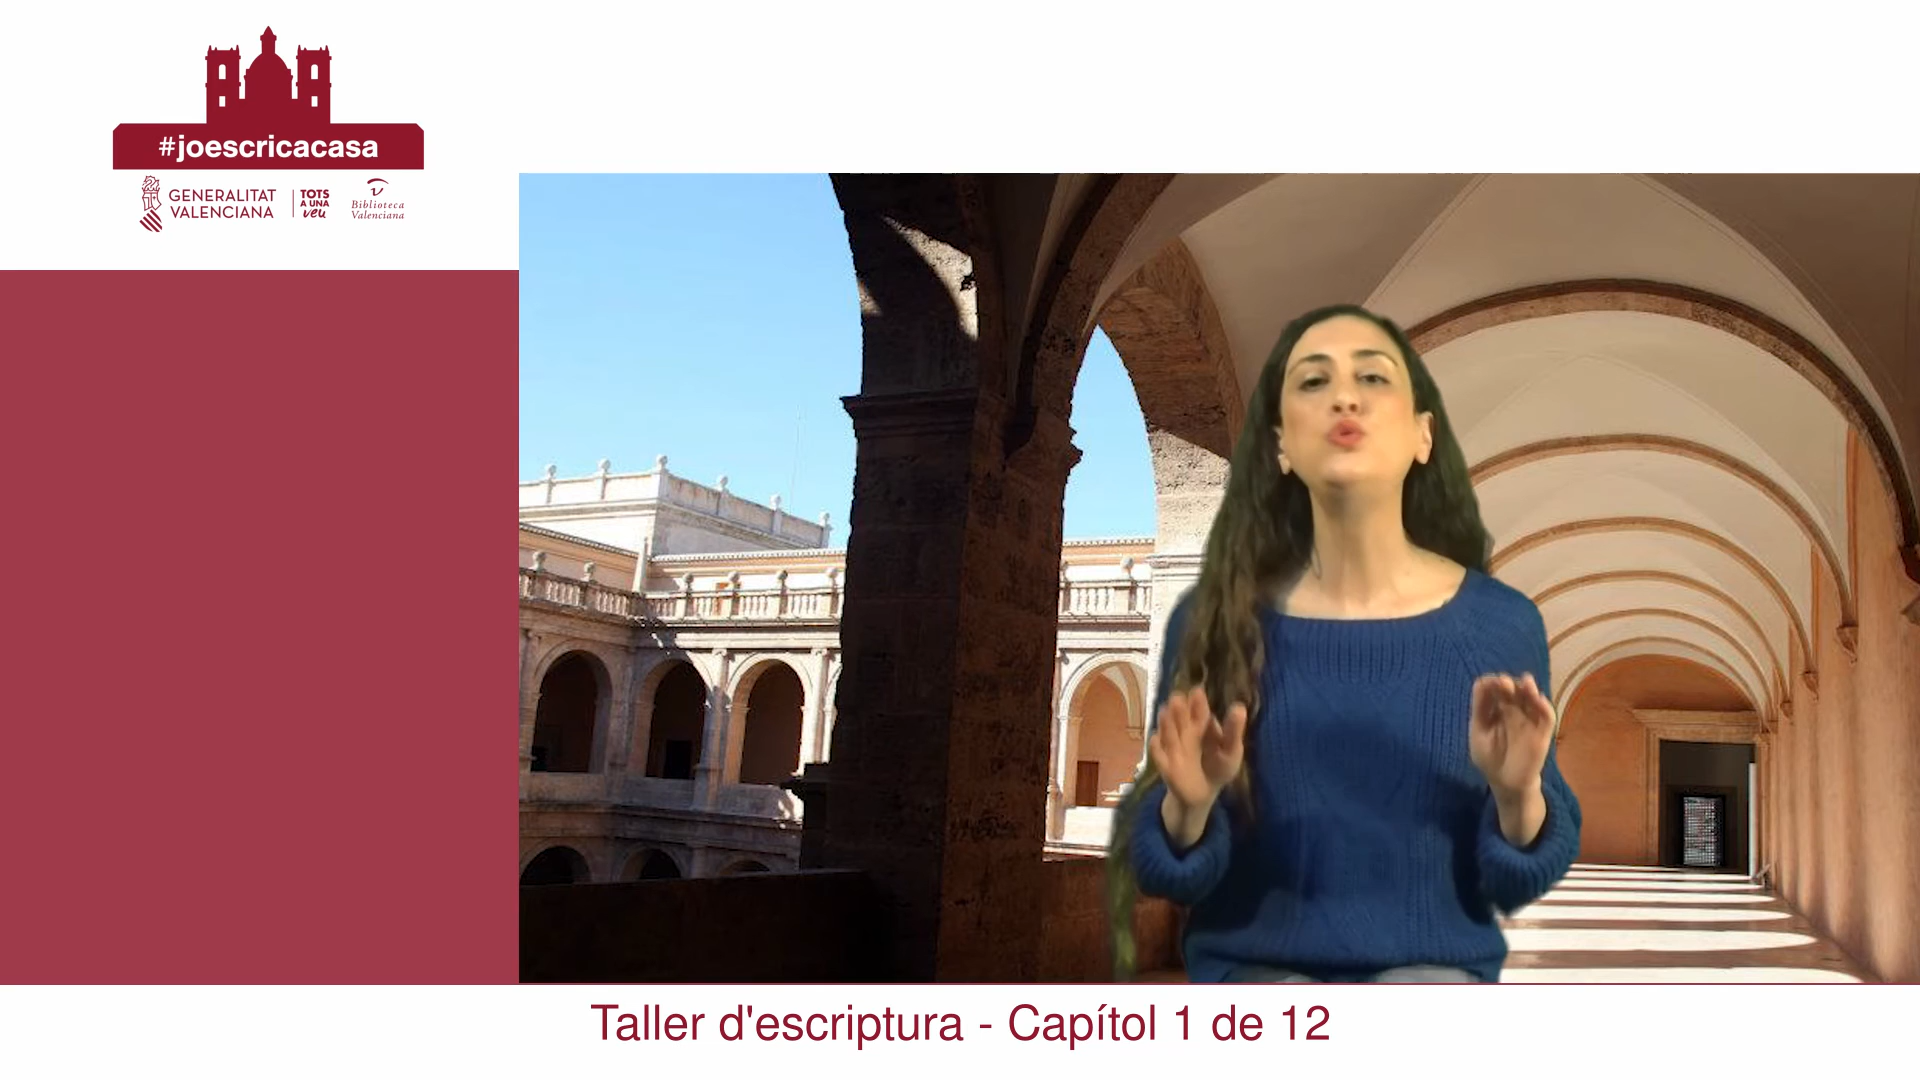 #joescricacasa
GENERALITAT
VALENCIANA
TOTS
A UNA
veu
Biblioteca
Valenciana
Taller d'escriptura - Capítol 1 de 12